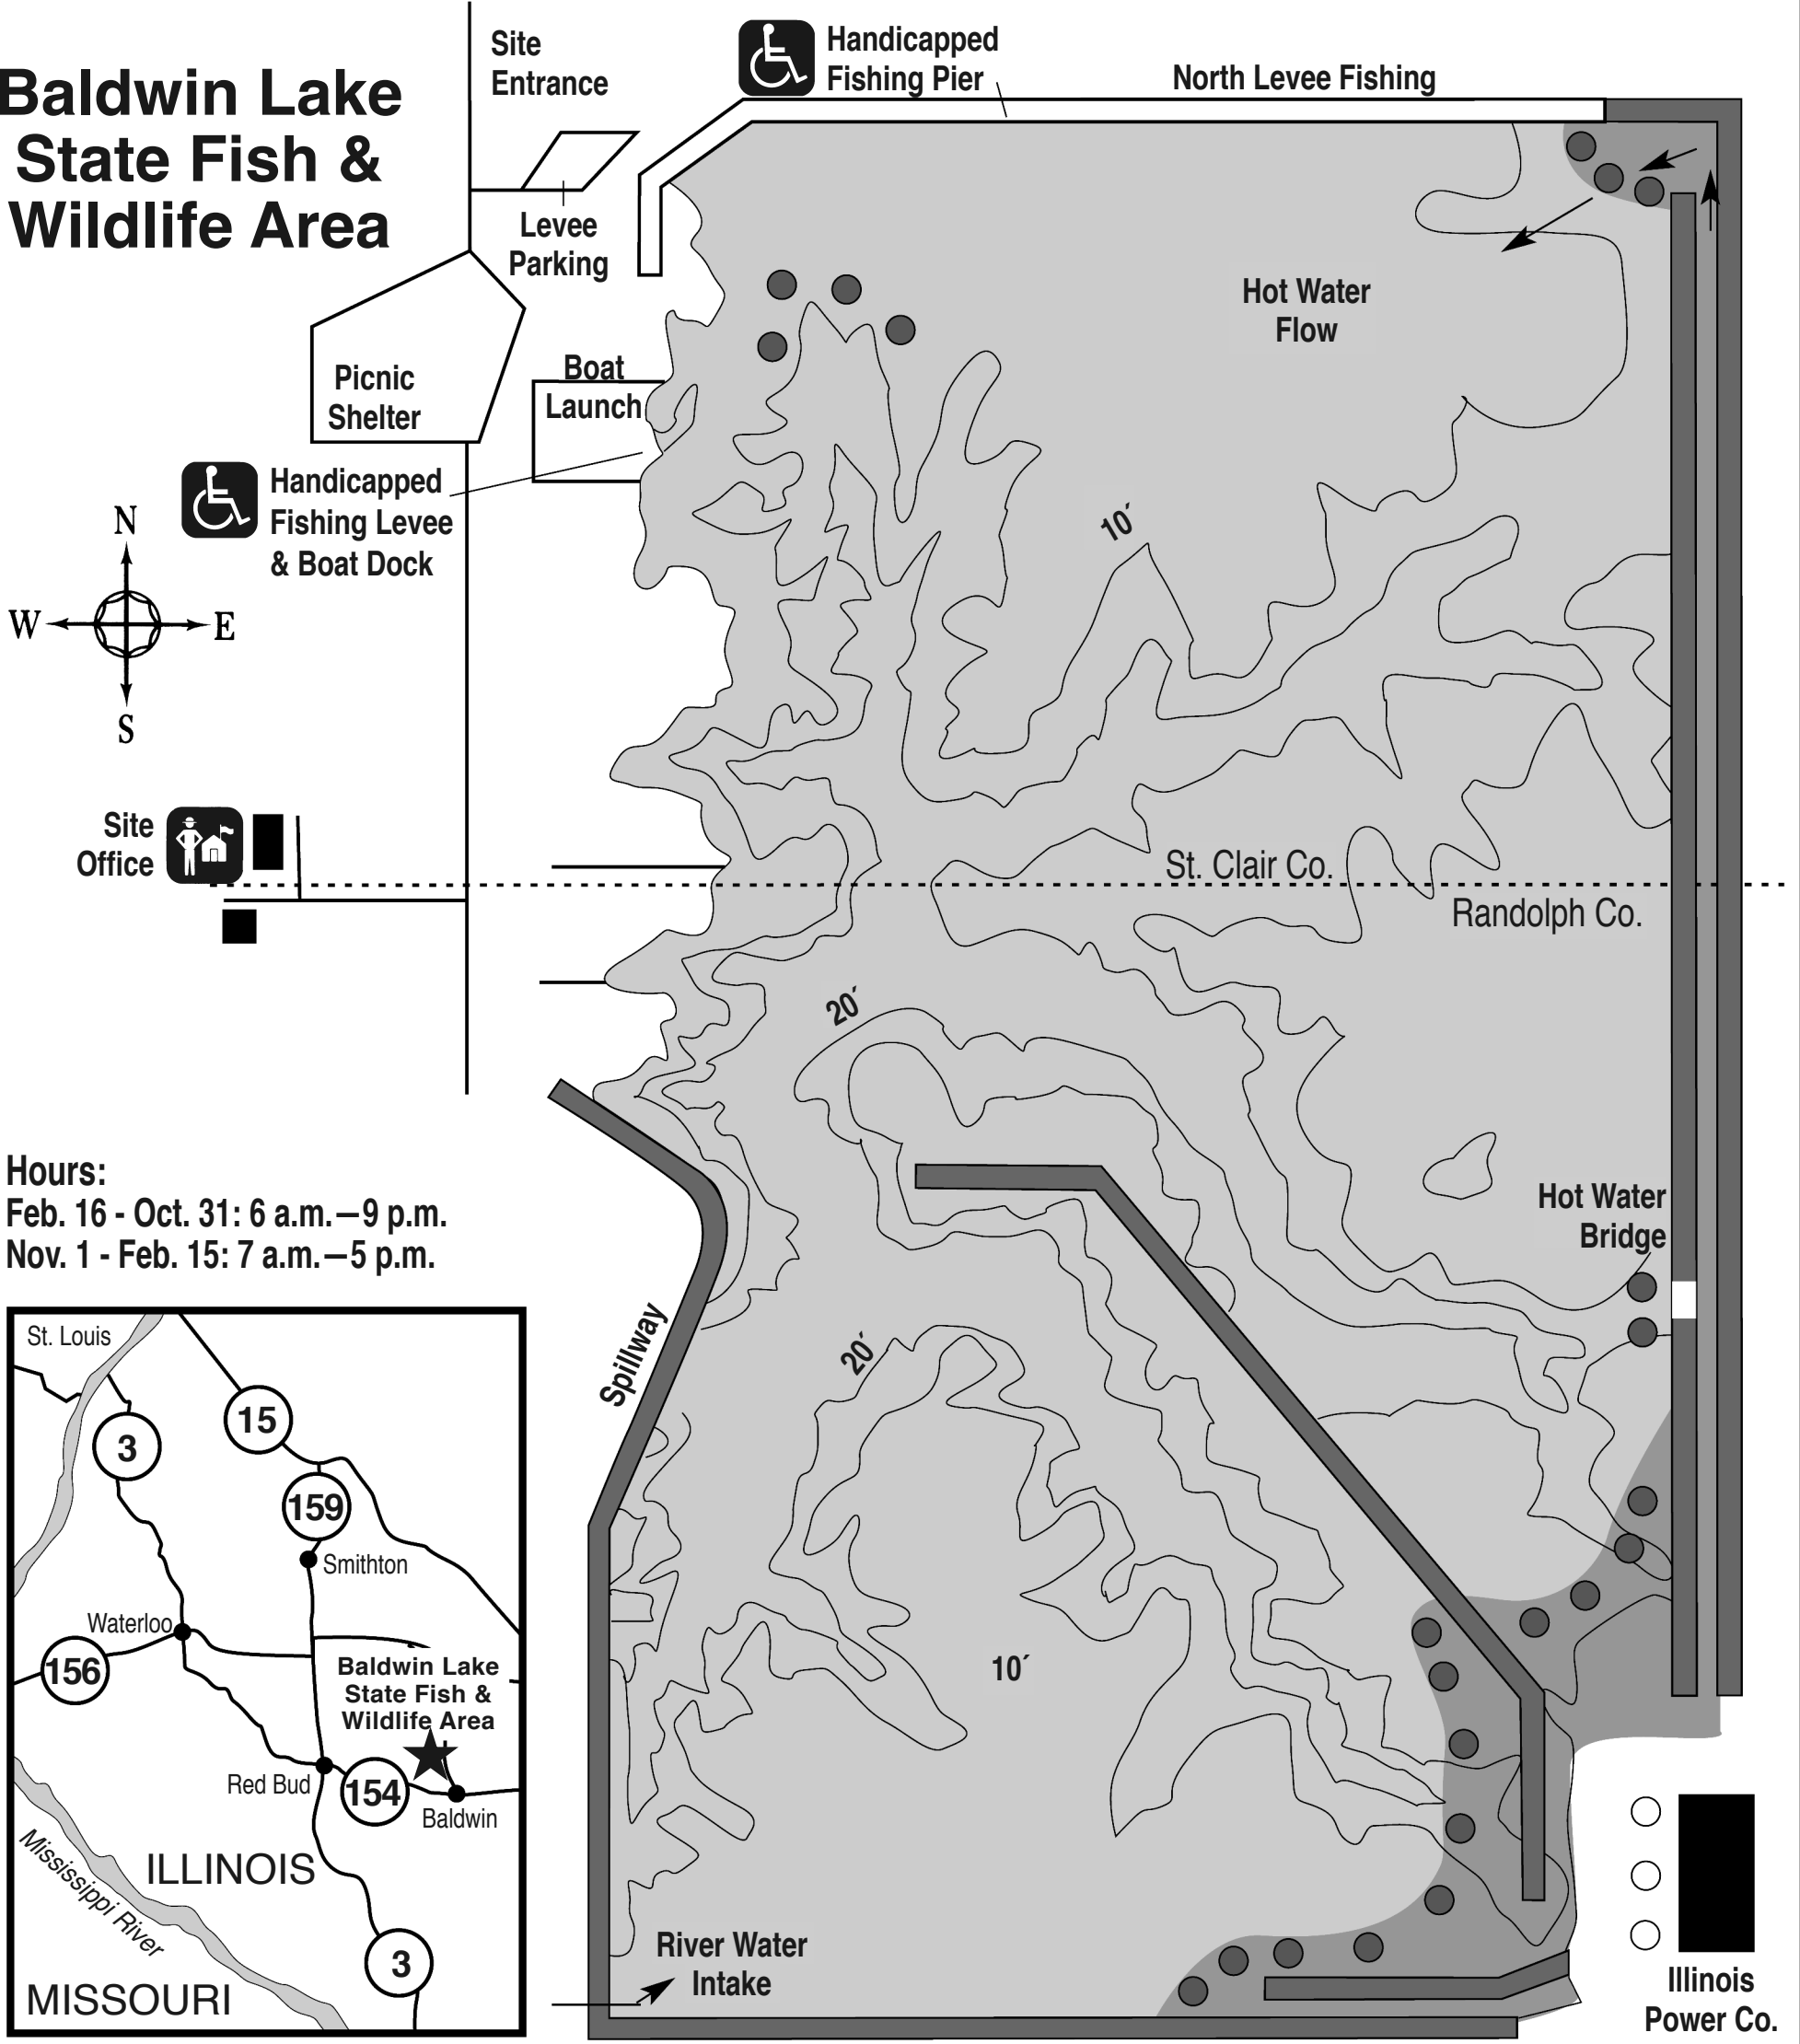 Baldwin Lake
State Fish &
Wildlife Area
Site
Entrance
Handicapped
Fishing Pier
North Levee Fishing
Levee
Parking
Hot Water
Flow
Picnic
Shelter
Boat
Launch
Handicapped
Fishing Levee
& Boat Dock
N
W
E
S
10´
Site
Office
St. Clair Co.
Randolph Co.
20´
Hot Water
Bridge
Hours:
Feb. 16 - Oct. 31: 6 a.m.—9 p.m.
Nov. 1 - Feb. 15: 7 a.m.—5 p.m.
Spillway
20´
10´
River Water
Intake
Illinois
Power Co.
St. Louis
15
3
159
Smithton
Waterloo
156
Baldwin Lake
State Fish &
Wildlife Area
Red Bud
154
Baldwin
ILLINOIS
Mississippi River
3
MISSOURI